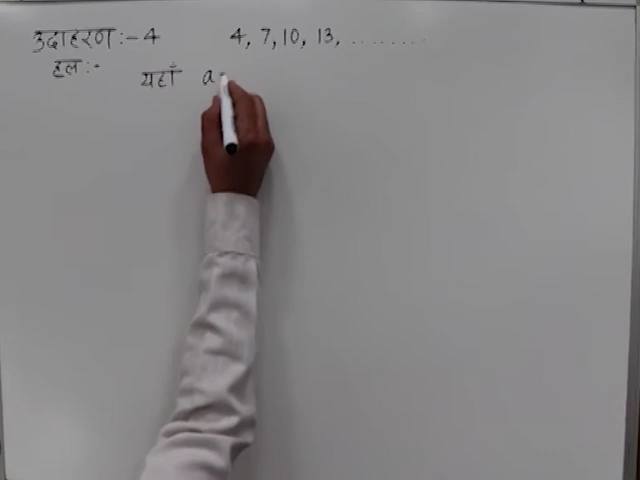 उदाहरण:-4 4, 7, 10, 13, ........
हल:-
यहाँ a=